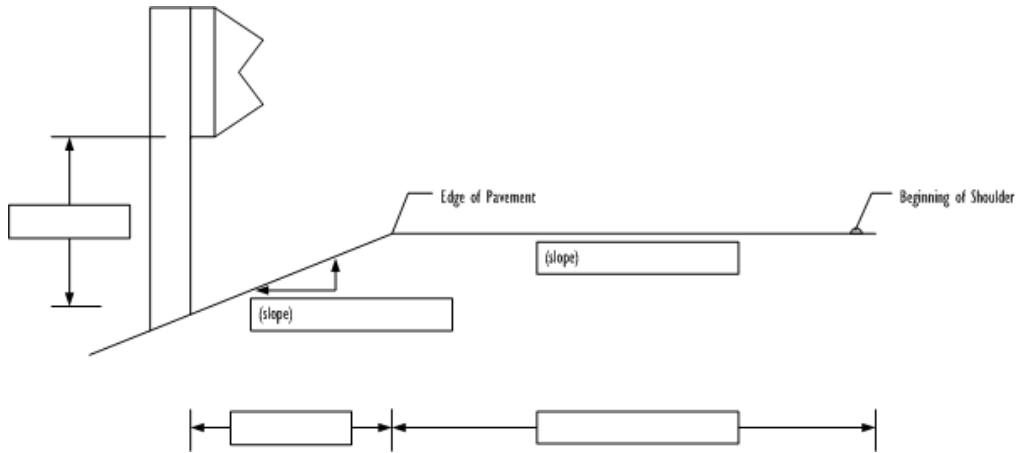 Edge of Pavement
Beginning of Shoulder
(slope)
(slope)